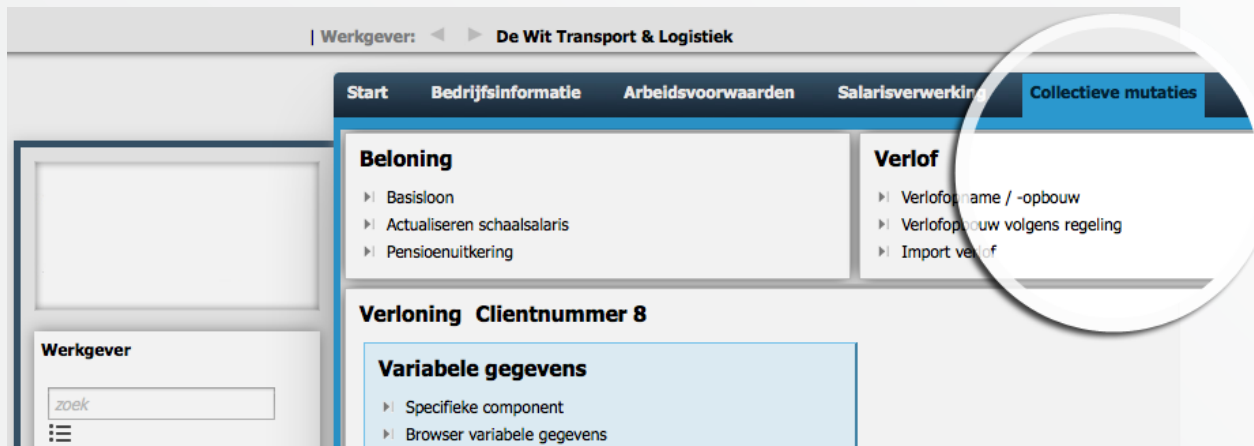 | Werkgever: De Wit Transport & Logistiek
Start Bedrijfsinformatie Arbeidsvoorwaarden Salarisverwerking Collectieve mutaties
Beloning
Basisloon
Actualiseren schaalsalaris
Pensioenuitkering
Verlof
Verlofopname / -opbouw
Verlofopbouw volgens regeling
Import verlof
Verloning Clientnummer 8
Variabele gegevens
Specifieke component
Browser variabele gegevens
Werkgever
zoek